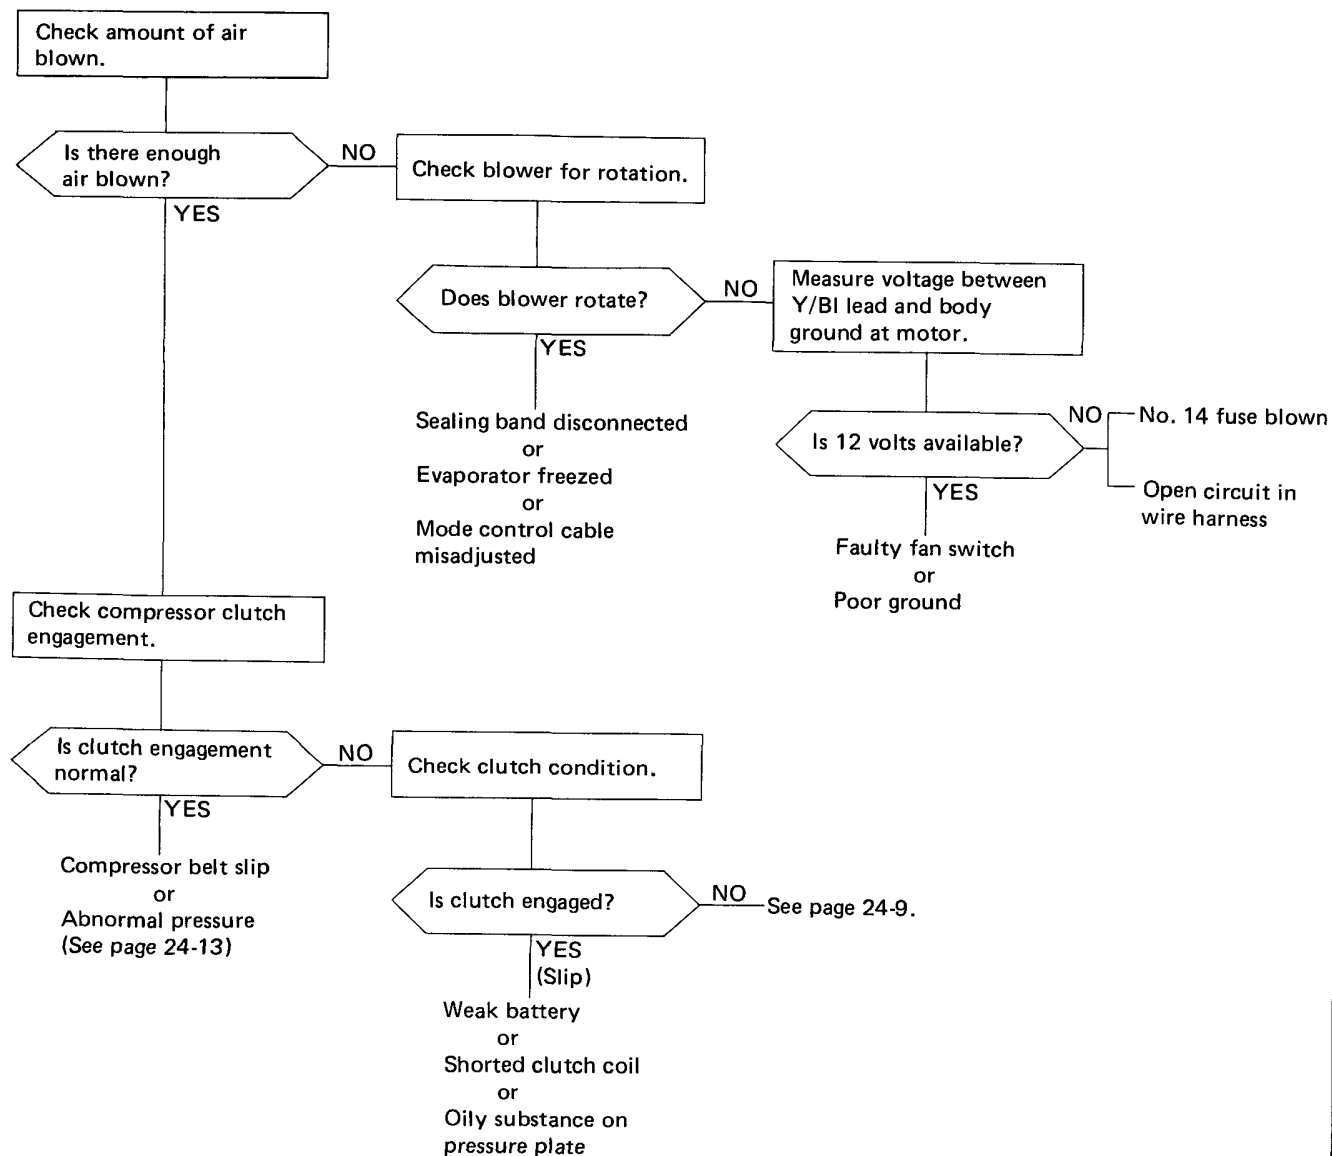 Check amount of air
blown.
Is there enough
air blown?
NO
YES
Check blower for rotation.
Does blower rotate?
NO
YES
Measure voltage between
Y/Bl lead and body
ground at motor.
Is 12 volts available?
NO
No. 14 fuse blown
Open circuit in
wire harness
YES
Faulty fan switch
or
Poor ground
Sealing band disconnected
or
Evaporator freezed
or
Mode control cable
misadjusted
Check compressor clutch
engagement.
Is clutch engagement
normal?
NO
YES
Compressor belt slip
or
Abnormal pressure
(See page 24-13)
Check clutch condition.
Is clutch engaged?
NO
See page 24-9.
YES
(Slip)
Weak battery
or
Shorted clutch coil
or
Oily substance on
pressure plate